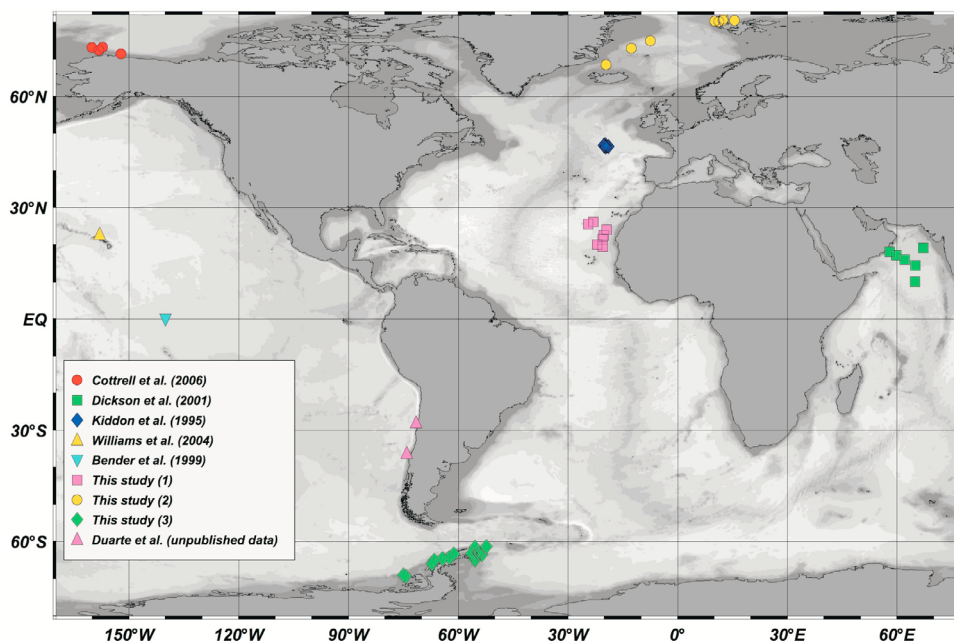 60°N
30°N
EQ
30°S
60°S
Cottrell et al. (2006)
Dickson et al. (2001)
Kiddon et al. (1995)
Williams et al. (2004)
Bender et al. (1999)
This study (1)
This study (2)
This study (3)
Duarte et al. (unpublished data)
150°W 120°W 90°W 60°W 30°W 0° 30°E 60°E